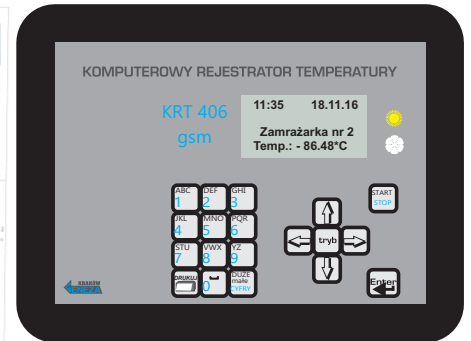 KOMPUTEROWY REJESTRATOR TEMPERATURY
KRT 406
gsm
11:35 18.11.16
Zamrażarka nr 2
Temp.: - 86.48*C
ABC
1
DEF
2
GHI
3
JKL
4
MNO
5
PQR
6
STU
7
VWX
8
YZ
9
DRUKUJ
0
DUŻE
małe
CYFRY
tryb
START
STOP
Enter
KRAKÓW